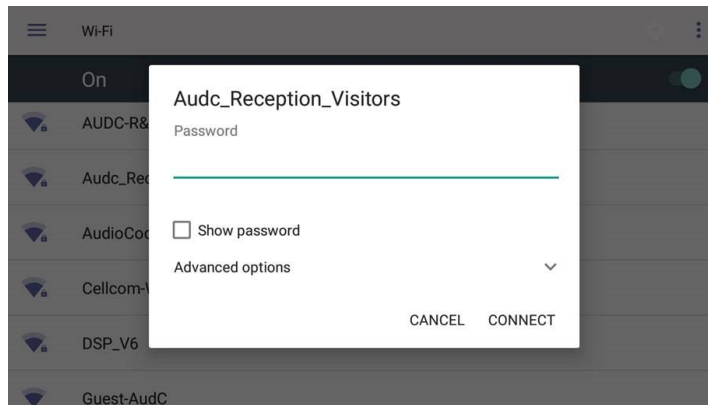 Wi-Fi
On
Audc_Reception_Visitors
Password
Show password
Advanced options
CANCEL CONNECT
AUDC-R&
Audc_Rec
AudioCoc
Cellcom-
DSP_V6
Guest-AudC